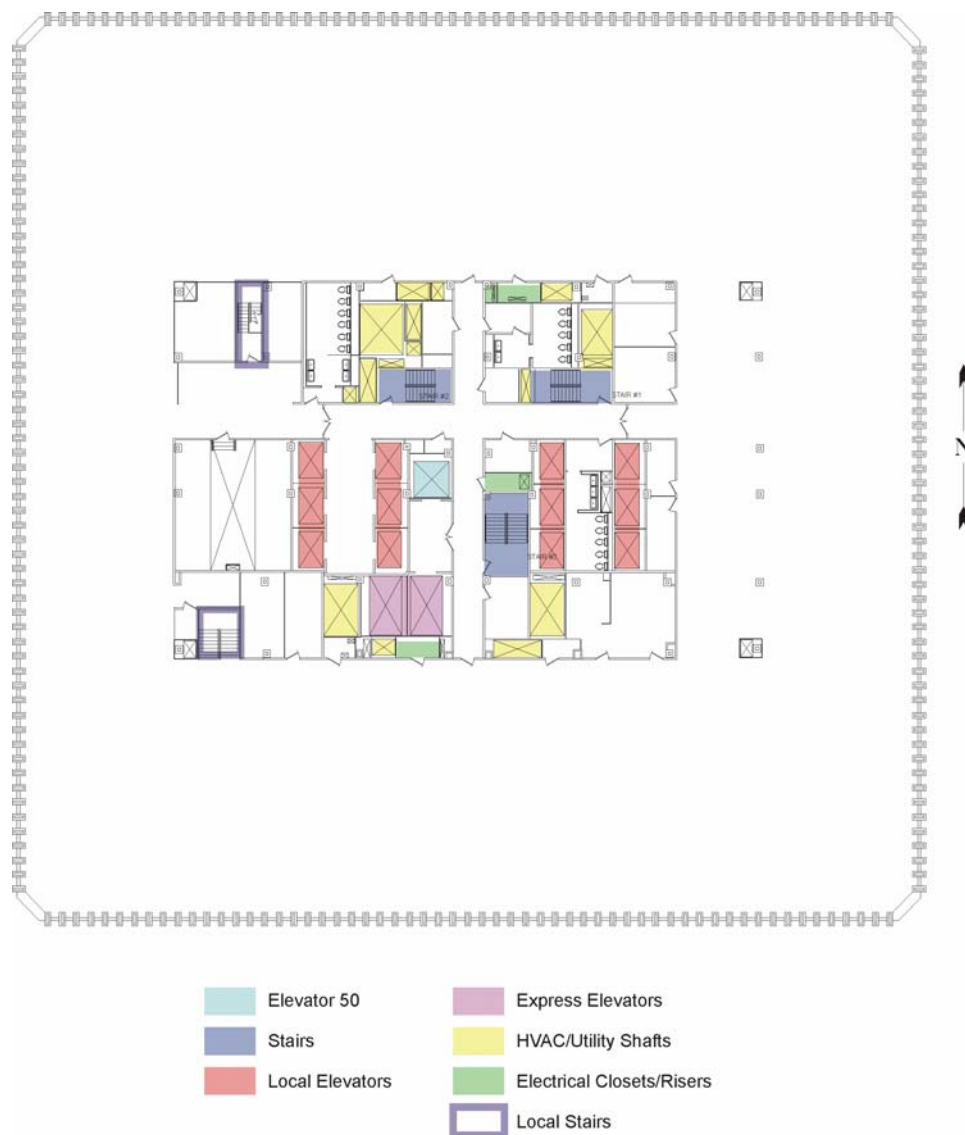 STAIR #2
STAIR #1
N
STAIR #3
Elevator 50
Express Elevators
Stairs
HVAC/Utility Shafts
Local Elevators
Electrical Closets/Risers
Local Stairs